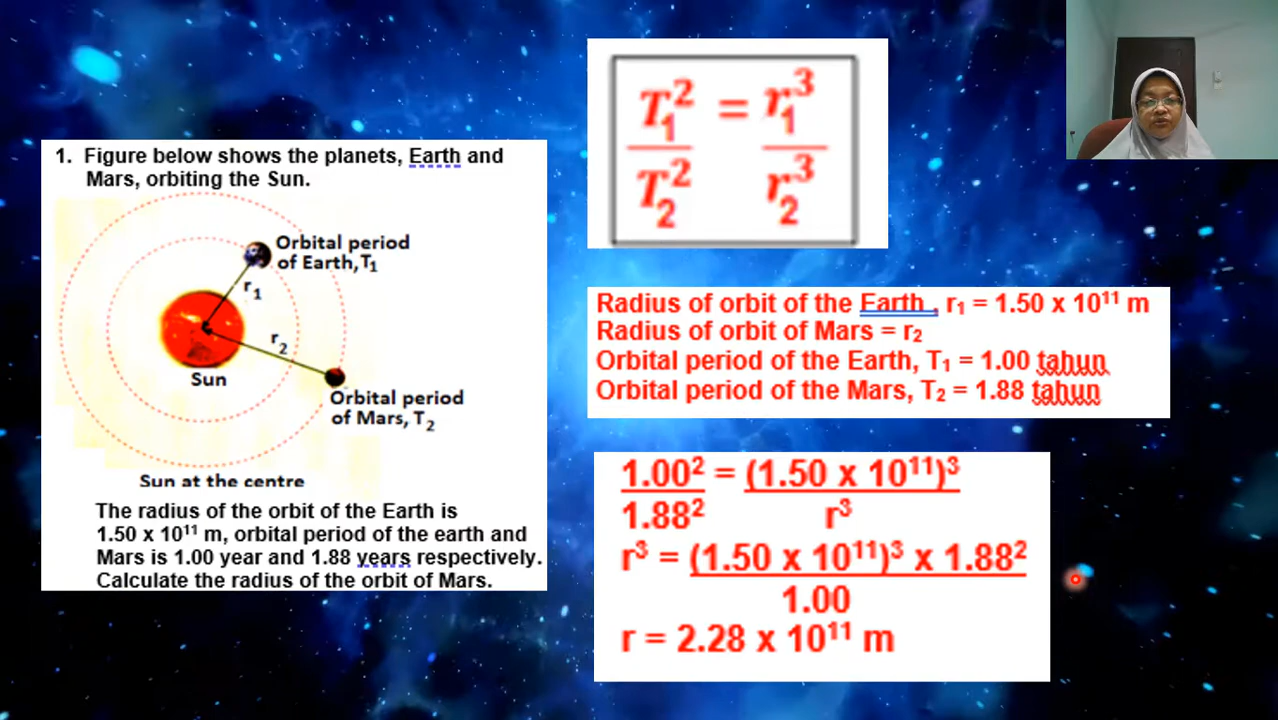 1. Figure below shows the planets, Earth and
Mars, orbiting the Sun.
Orbital period
of Earth, T₁
r₁
r₂
Sun
Orbital period
of Mars, T₂
Sun at the centre
The radius of the orbit of the Earth is
1.50 x 10¹¹ m, orbital period of the earth and
Mars is 1.00 year and 1.88 years respectively.
Calculate the radius of the orbit of Mars.
T₁² = r₁³
T₂² r₂³
Radius of orbit of the Earth , r₁ = 1.50 x 10¹¹ m
Radius of orbit of Mars = r₂
Orbital period of the Earth, T₁ = 1.00 tahun
Orbital period of the Mars, T₂ = 1.88 tahun
1.00² = (1.50 x 10¹¹)³
1.88² r³
r³ = (1.50 x 10¹¹)³ x 1.88²
1.00
r = 2.28 x 10¹¹ m